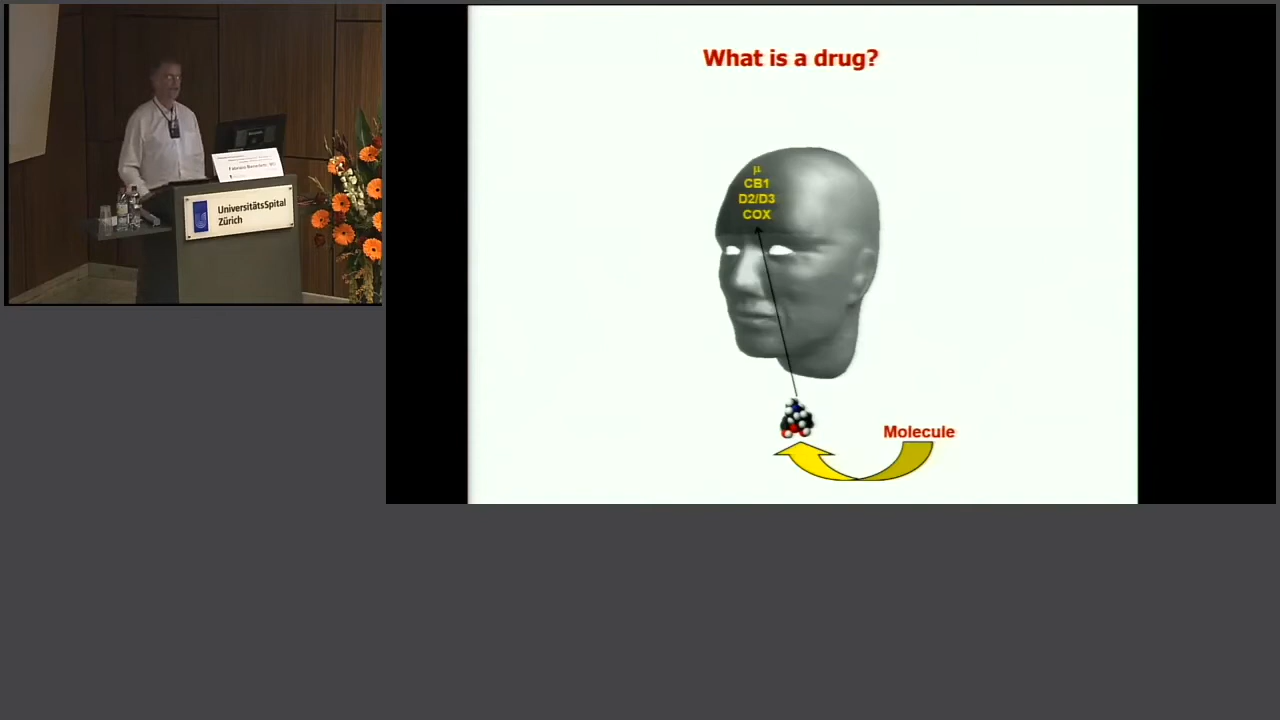 UniversitätsSpital
Zürich
What is a drug?
μ
CB1
D2/D3
COX
Molecule